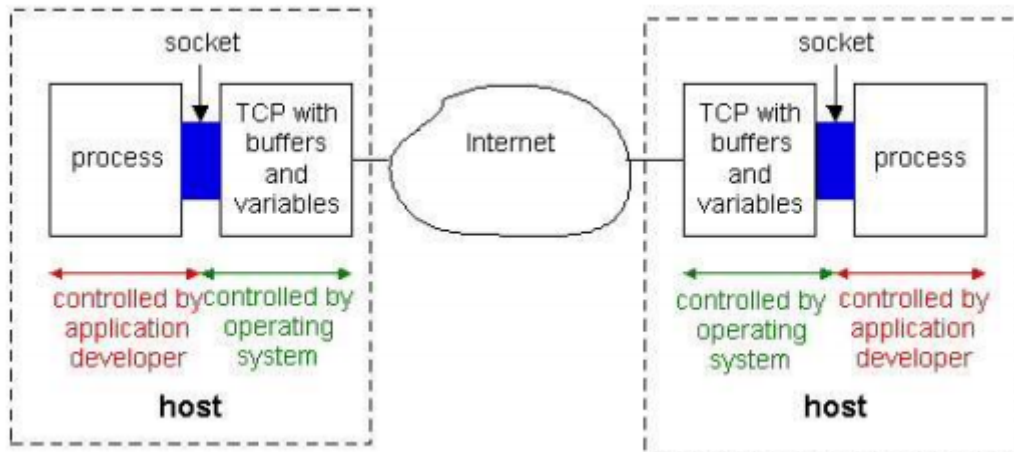 socket
process
TCP with
buffers
and
variables
controlled by
application
developer
controlled by
operating
system
host
Internet
socket
TCP with
buffers
and
variables
process
controlled by
operating
system
controlled by
application
developer
host